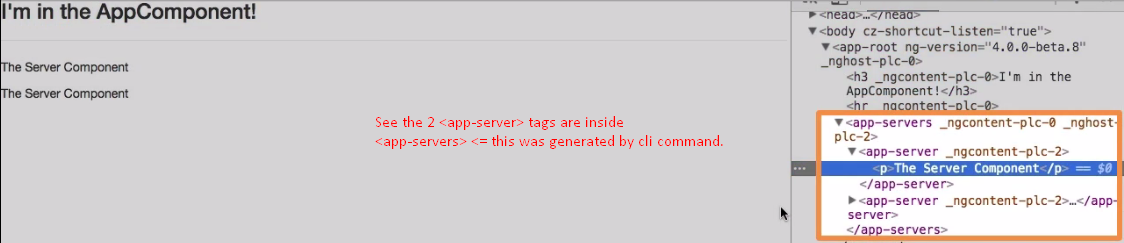 I'm in the AppComponent!
The Server Component
The Server Component
See the 2 <app-server> tags are inside
<app-servers> <= this was generated by cli command.
▶<head>…</head>
▼<body cz-shortcut-listen="true">
▼<app-root ng-version="4.0.0-beta.8"
_nghost-plc-0>
<h3 _ngcontent-plc-0>I'm in the
AppComponent!</h3>
<hr _ngcontent-plc-0>
▼<app-servers _ngcontent-plc-0 _nghost-
plc-2>
▼<app-server _ngcontent-plc-2>
… <p>The Server Component</p> == $0
</app-server>
▶<app-server _ngcontent-plc-2>…</app-
server>
</app-servers>